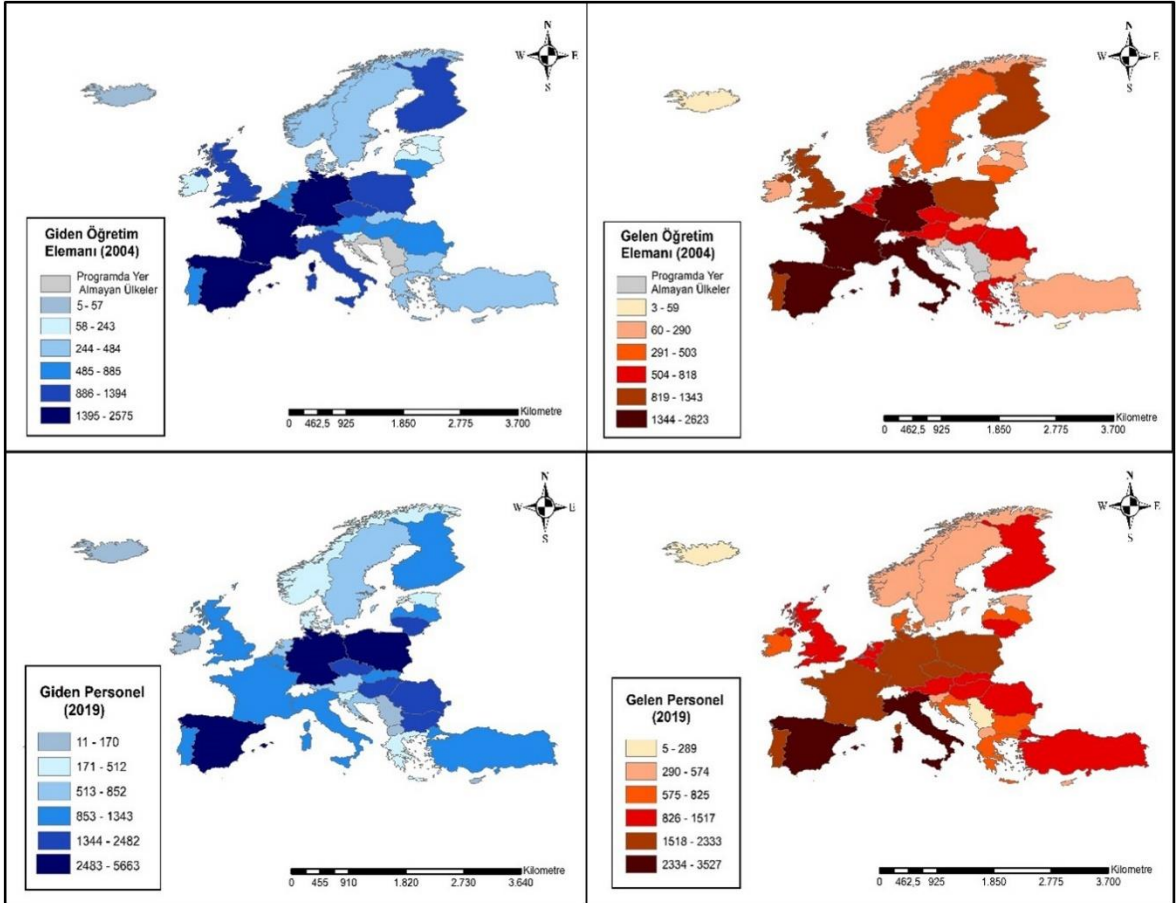 N
W E
S
Giden Öğretim
Elemanı (2004)
Programda Yer
Almayan Ülkeler
5 - 57
58 - 243
244 - 484
485 - 885
886 - 1394
1395 - 2575
Kilometre
0 462,5 925 1.850 2.775 3.700
N
W E
S
Gelen Öğretim
Elemanı (2004)
Programda Yer
Almayan Ülkeler
3 - 59
60 - 290
291 - 503
504 - 818
819 - 1343
1344 - 2623
Kilometre
0 462,5 925 1.850 2.775 3.700
N
W E
S
Giden Personel
(2019)
11 - 170
171 - 512
513 - 852
853 - 1343
1344 - 2482
2483 - 5663
Kilometre
0 455 910 1.820 2.730 3.640
N
W E
S
Gelen Personel
(2019)
5 - 289
290 - 574
575 - 825
826 - 1517
1518 - 2333
2334 - 3527
Kilometre
0 462,5 925 1.850 2.775 3.700